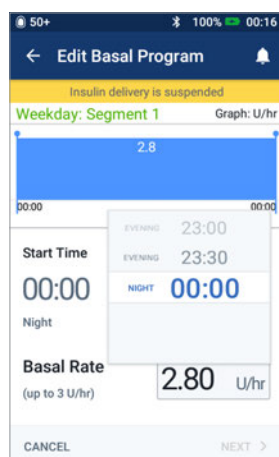 50+ 100% 00:16
Edit Basal Program
Insulin delivery is suspended
Weekday: Segment 1 Graph: U/hr
2.8
00:00 00:00
EVENING 23:00
Start Time EVENING 23:30
00:00 NIGHT 00:00
Night
Basal Rate
(up to 3 U/hr) 2.80 U/hr
CANCEL NEXT >